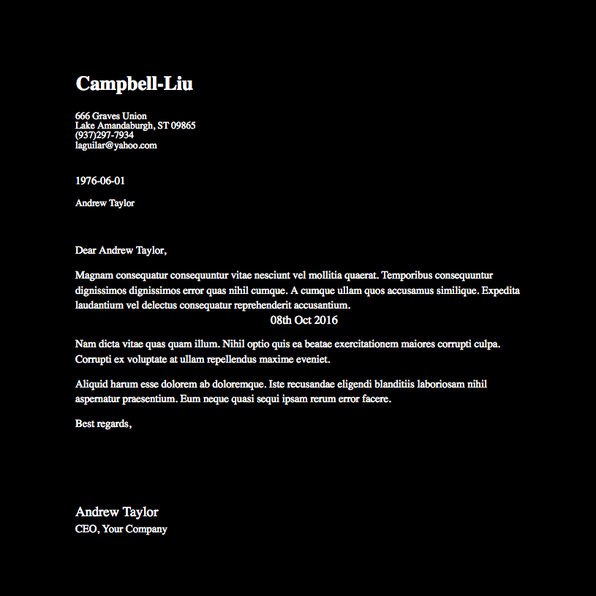 Campbell-Liu
666 Graves Union
Lake Amandaburgh, ST 09865
(937)297-7934
laguilar@yahoo.com
1976-06-01
Andrew Taylor
Dear Andrew Taylor,
Magnam consequatur consequuntur vitae nesciunt vel mollitia quaerat. Temporibus consequuntur
dignissimos dignissimos error quas nihil cumque. A cumque ullam quos accusamus similique. Expedita
laudantium vel delectus consequatur reprehenderit accusantium.
08th Oct 2016
Nam dicta vitae quas quam illum. Nihil optio quis ea beatae exercitationem maiores corrupti culpa.
Corrupti ex voluptate at ullam repellendus maxime eveniet.
Aliquid harum esse dolorem ab doloremque. Iste recusandae eligendi blanditiis laboriosam nihil
aspernatur praesentium. Eum neque quasi sequi ipsam rerum error facere.
Best regards,
Andrew Taylor
CEO, Your Company